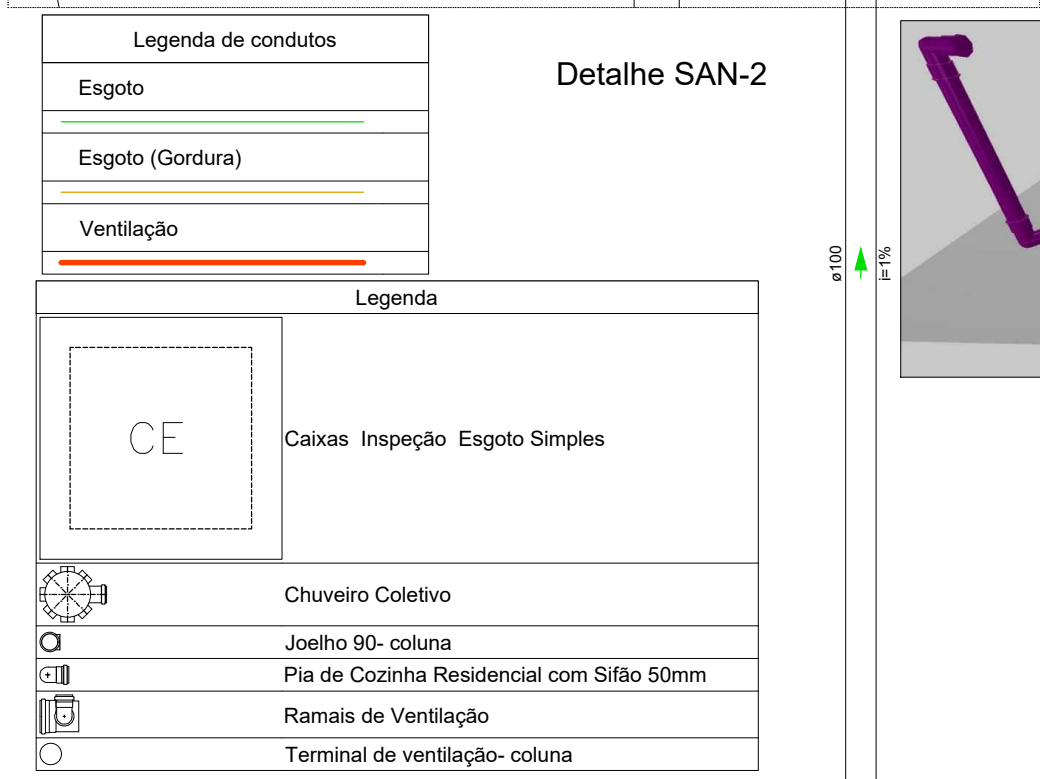 Legenda de condutos
Esgoto
Esgoto (Gordura)
Ventilação
Detalhe SAN-2
ø100
i=1%
Legenda
CE
Caixas Inspeção Esgoto Simples
Chuveiro Coletivo
Joelho 90- coluna
Pia de Cozinha Residencial com Sifão 50mm
Ramais de Ventilação
Terminal de ventilação- coluna